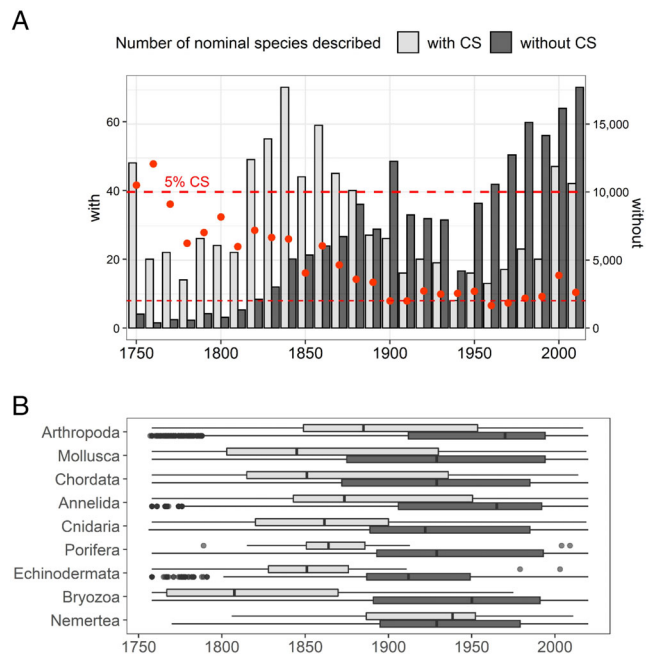 A
Number of nominal species described with CS without CS
60
40
20
0
with
5% CS
15,000
10,000
5,000
0
without
1750 1800 1850 1900 1950 2000
B
Arthropoda
Mollusca
Chordata
Annelida
Cnidaria
Porifera
Echinodermata
Bryozoa
Nemertea
1750 1800 1850 1900 1950 2000